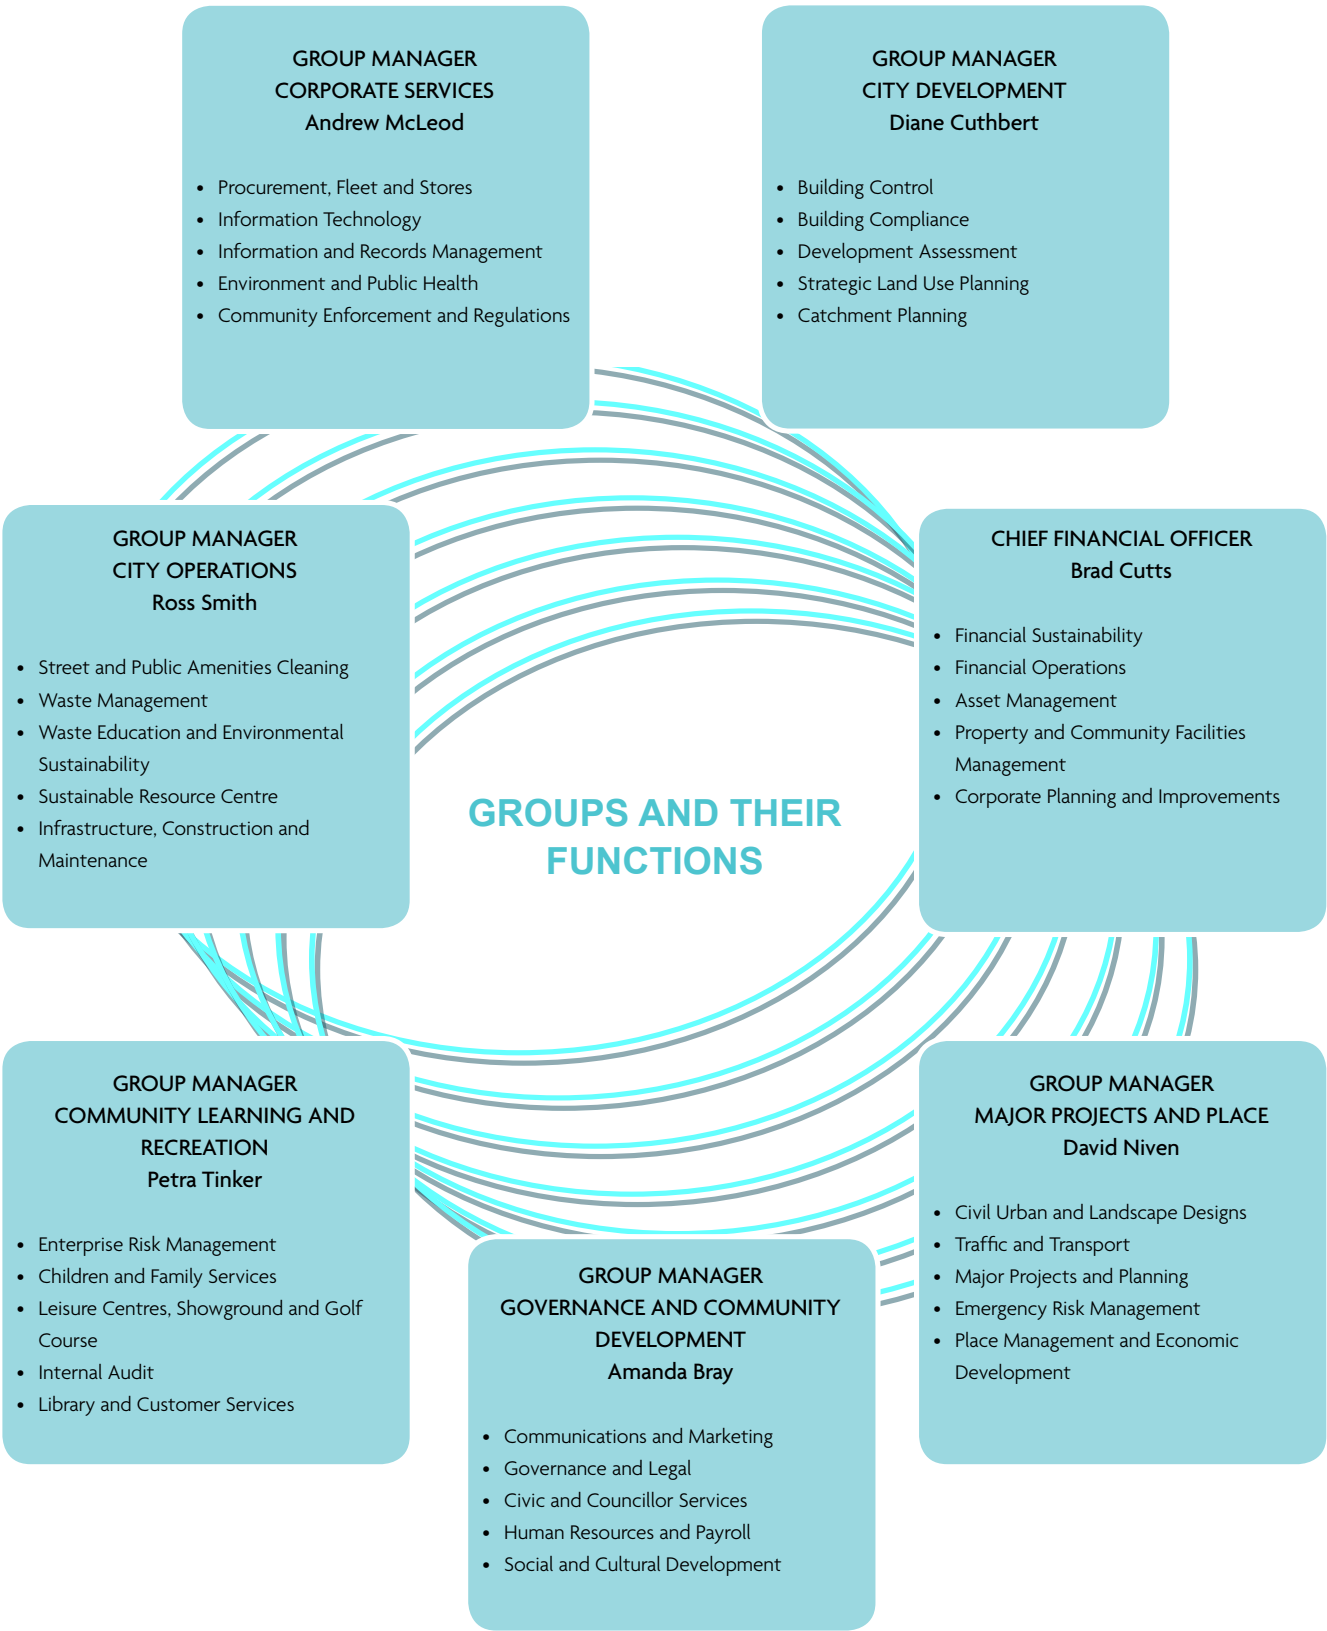 GROUP MANAGER
CORPORATE SERVICES
Andrew McLeod
• Procurement, Fleet and Stores
• Information Technology
• Information and Records Management
• Environment and Public Health
• Community Enforcement and Regulations
GROUP MANAGER
CITY DEVELOPMENT
Diane Cuthbert
• Building Control
• Building Compliance
• Development Assessment
• Strategic Land Use Planning
• Catchment Planning
GROUP MANAGER
CITY OPERATIONS
Ross Smith
• Street and Public Amenities Cleaning
• Waste Management
• Waste Education and Environmental
Sustainability
• Sustainable Resource Centre
• Infrastructure, Construction and
Maintenance
CHIEF FINANCIAL OFFICER
Brad Cutts
• Financial Sustainability
• Financial Operations
• Asset Management
• Property and Community Facilities
Management
• Corporate Planning and Improvements
GROUPS AND THEIR
FUNCTIONS
GROUP MANAGER
COMMUNITY LEARNING AND
RECREATION
Petra Tinker
• Enterprise Risk Management
• Children and Family Services
• Leisure Centres, Showground and Golf
Course
• Internal Audit
• Library and Customer Services
GROUP MANAGER
GOVERNANCE AND COMMUNITY
DEVELOPMENT
Amanda Bray
• Communications and Marketing
• Governance and Legal
• Civic and Councillor Services
• Human Resources and Payroll
• Social and Cultural Development
GROUP MANAGER
MAJOR PROJECTS AND PLACE
David Niven
• Civil Urban and Landscape Designs
• Traffic and Transport
• Major Projects and Planning
• Emergency Risk Management
• Place Management and Economic
Development